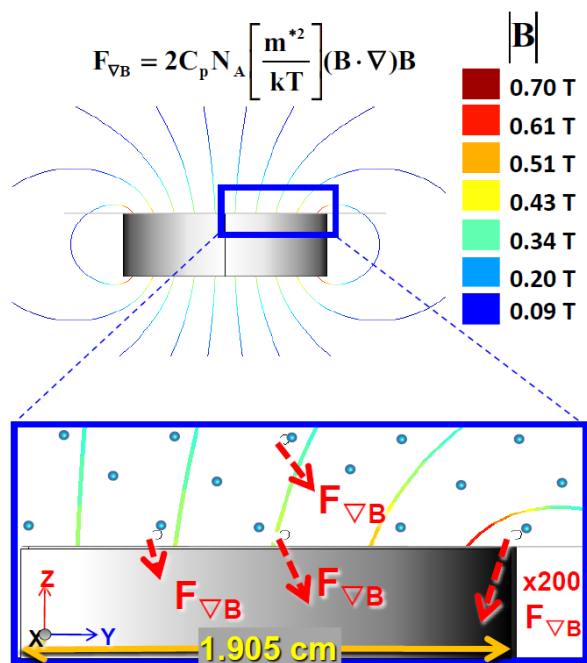 F∇B = 2CpNA[m*2/kT](B · ∇)B
|B|
0.70 T
0.61 T
0.51 T
0.43 T
0.34 T
0.20 T
0.09 T
F∇B
F∇B
F∇B
x200
F∇B
Z
X
Y
1.905 cm